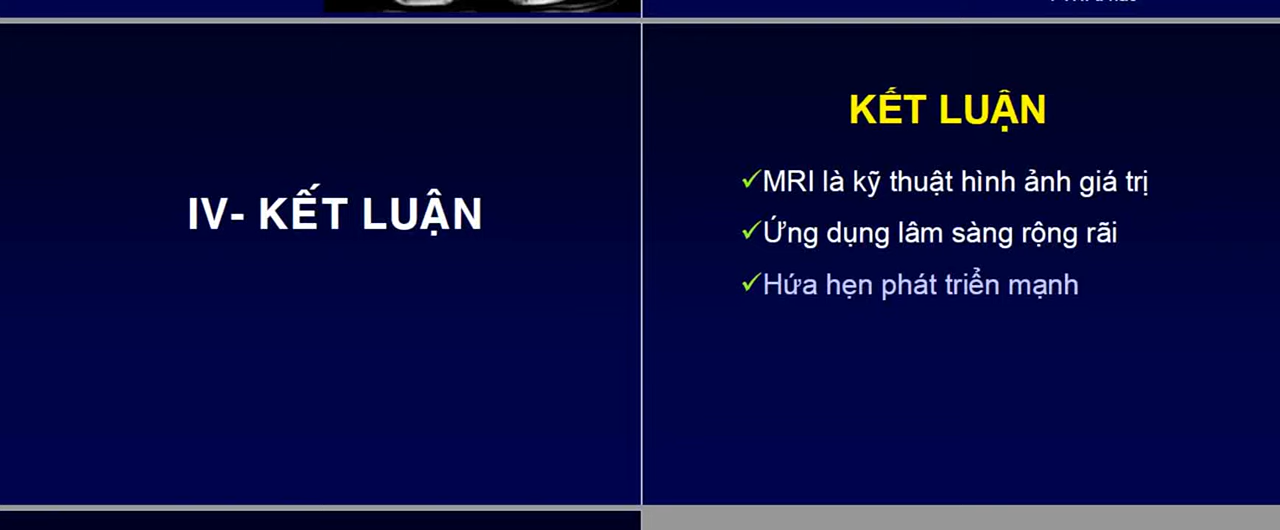 IV- KẾT LUẬN
KẾT LUẬN
✓MRI là kỹ thuật hình ảnh giá trị
✓Ứng dụng lâm sàng rộng rãi
✓Hứa hẹn phát triển mạnh